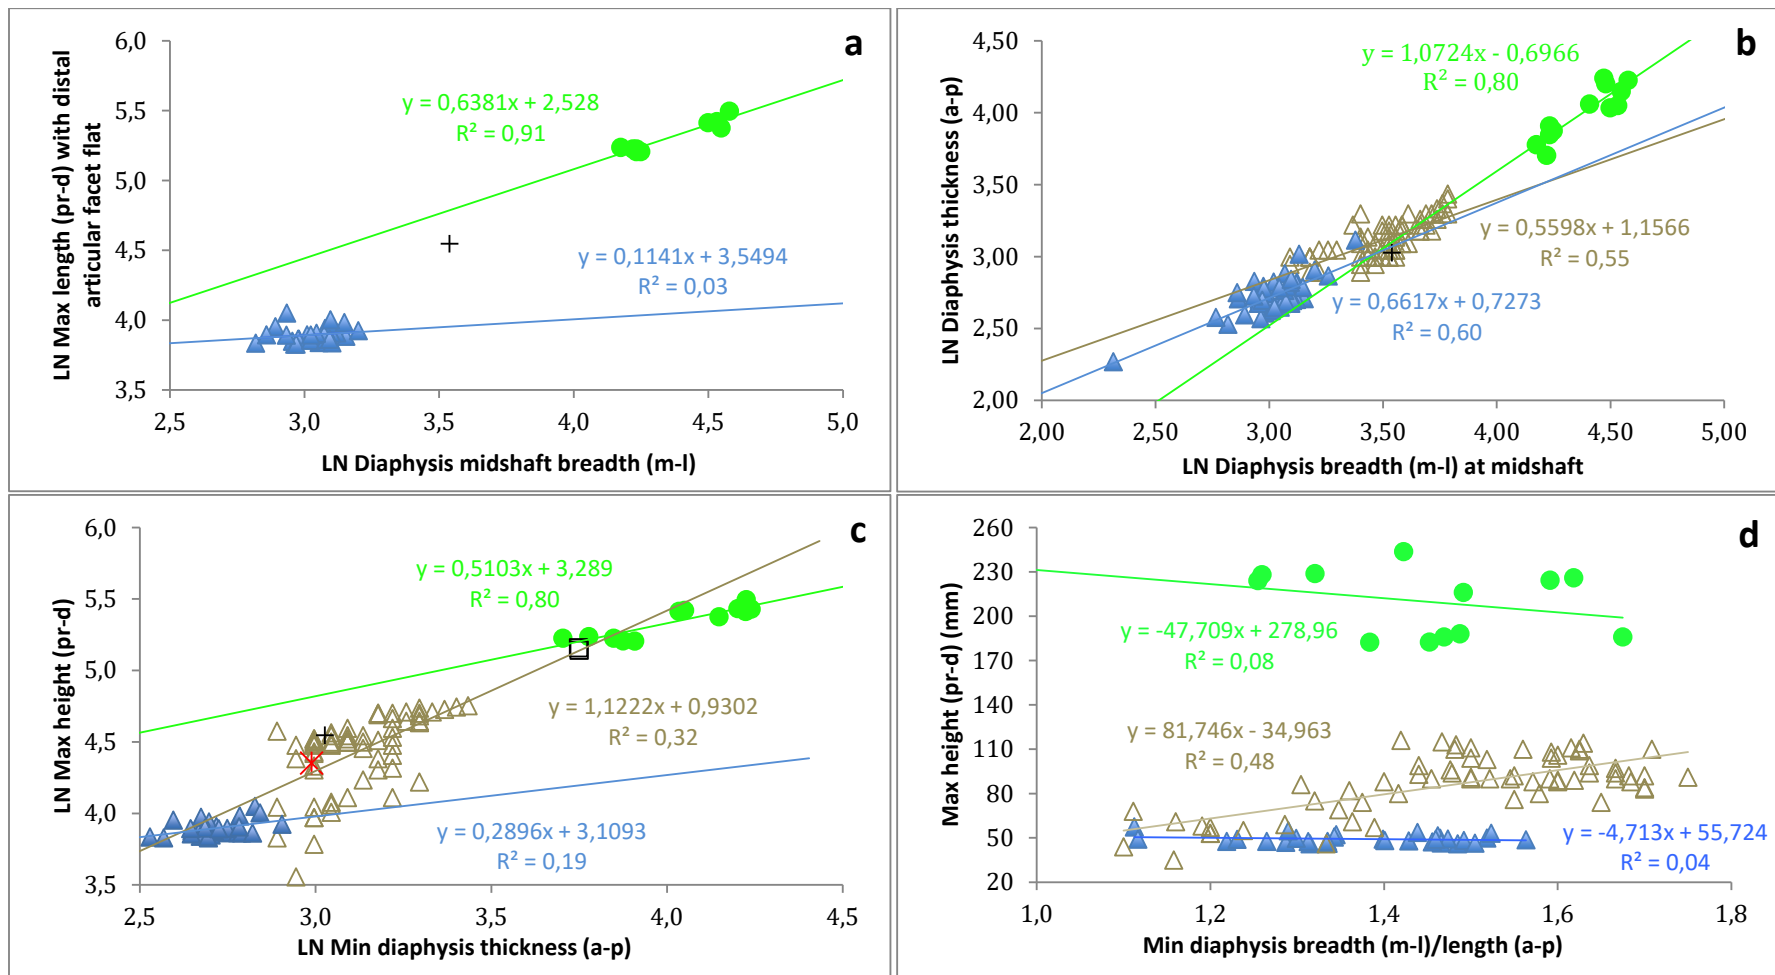 a
6,0
5,5
5,0
4,5
4,0
3,5
LN Max length (pr-d) with distal
articular facet flat
y = 0,6381x + 2,528
R² = 0,91
y = 0,1141x + 3,5494
R² = 0,03
2,5 3,0 3,5 4,0 4,5 5,0
LN Diaphysis midshaft breadth (m-l)
b
4,50
4,00
3,50
3,00
2,50
2,00
LN Diaphysis thickness (a-p)
y = 1,0724x - 0,6966
R² = 0,80
y = 0,5598x + 1,1566
R² = 0,55
y = 0,6617x + 0,7273
R² = 0,60
2,00 2,50 3,00 3,50 4,00 4,50 5,00
LN Diaphysis breadth (m-l) at midshaft
c
6,0
5,5
5,0
4,5
4,0
3,5
LN Max height (pr-d)
y = 0,5103x + 3,289
R² = 0,80
y = 1,1222x + 0,9302
R² = 0,32
y = 0,2896x + 3,1093
R² = 0,19
2,5 3,0 3,5 4,0 4,5
LN Min diaphysis thickness (a-p)
d
260
230
200
170
140
110
80
50
20
Max height (pr-d) (mm)
y = -47,709x + 278,96
R² = 0,08
y = 81,746x - 34,963
R² = 0,48
y = -4,713x + 55,724
R² = 0,04
1,0 1,2 1,4 1,6 1,8
Min diaphysis breadth (m-l)/length (a-p)